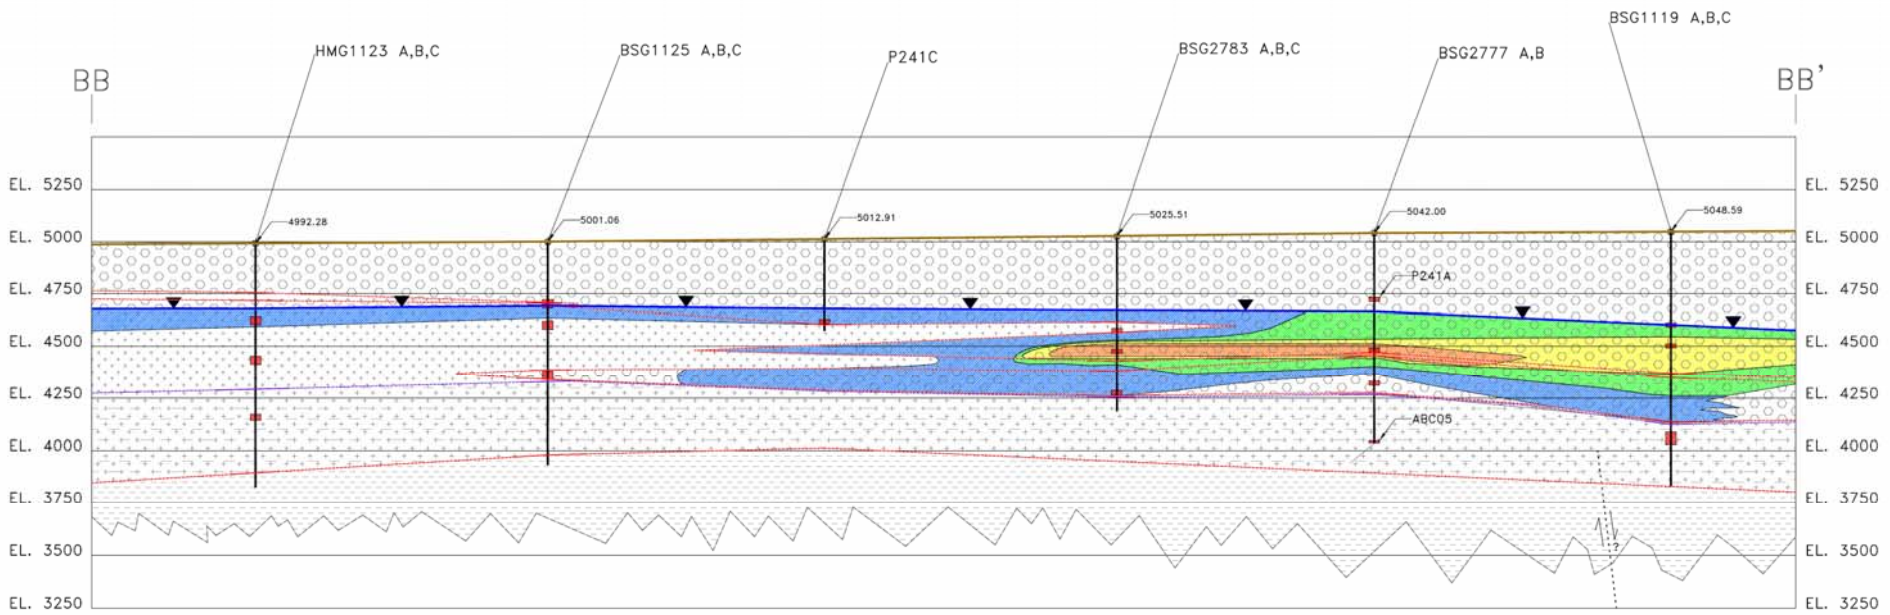 BSG1119 A,B,C
HMG1123 A,B,C
BSG1125 A,B,C
P241C
BSG2783 A,B,C
BSG2777 A,B
BB
BB'
EL. 5250
EL. 5250
4992.28
5001.06
5012.91
5025.51
5042.00
5048.59
EL. 5000
EL. 5000
P241A
EL. 4750
EL. 4750
EL. 4500
EL. 4500
EL. 4250
EL. 4250
ABC05
EL. 4000
EL. 4000
EL. 3750
EL. 3750
?
EL. 3500
EL. 3500
EL. 3250
EL. 3250